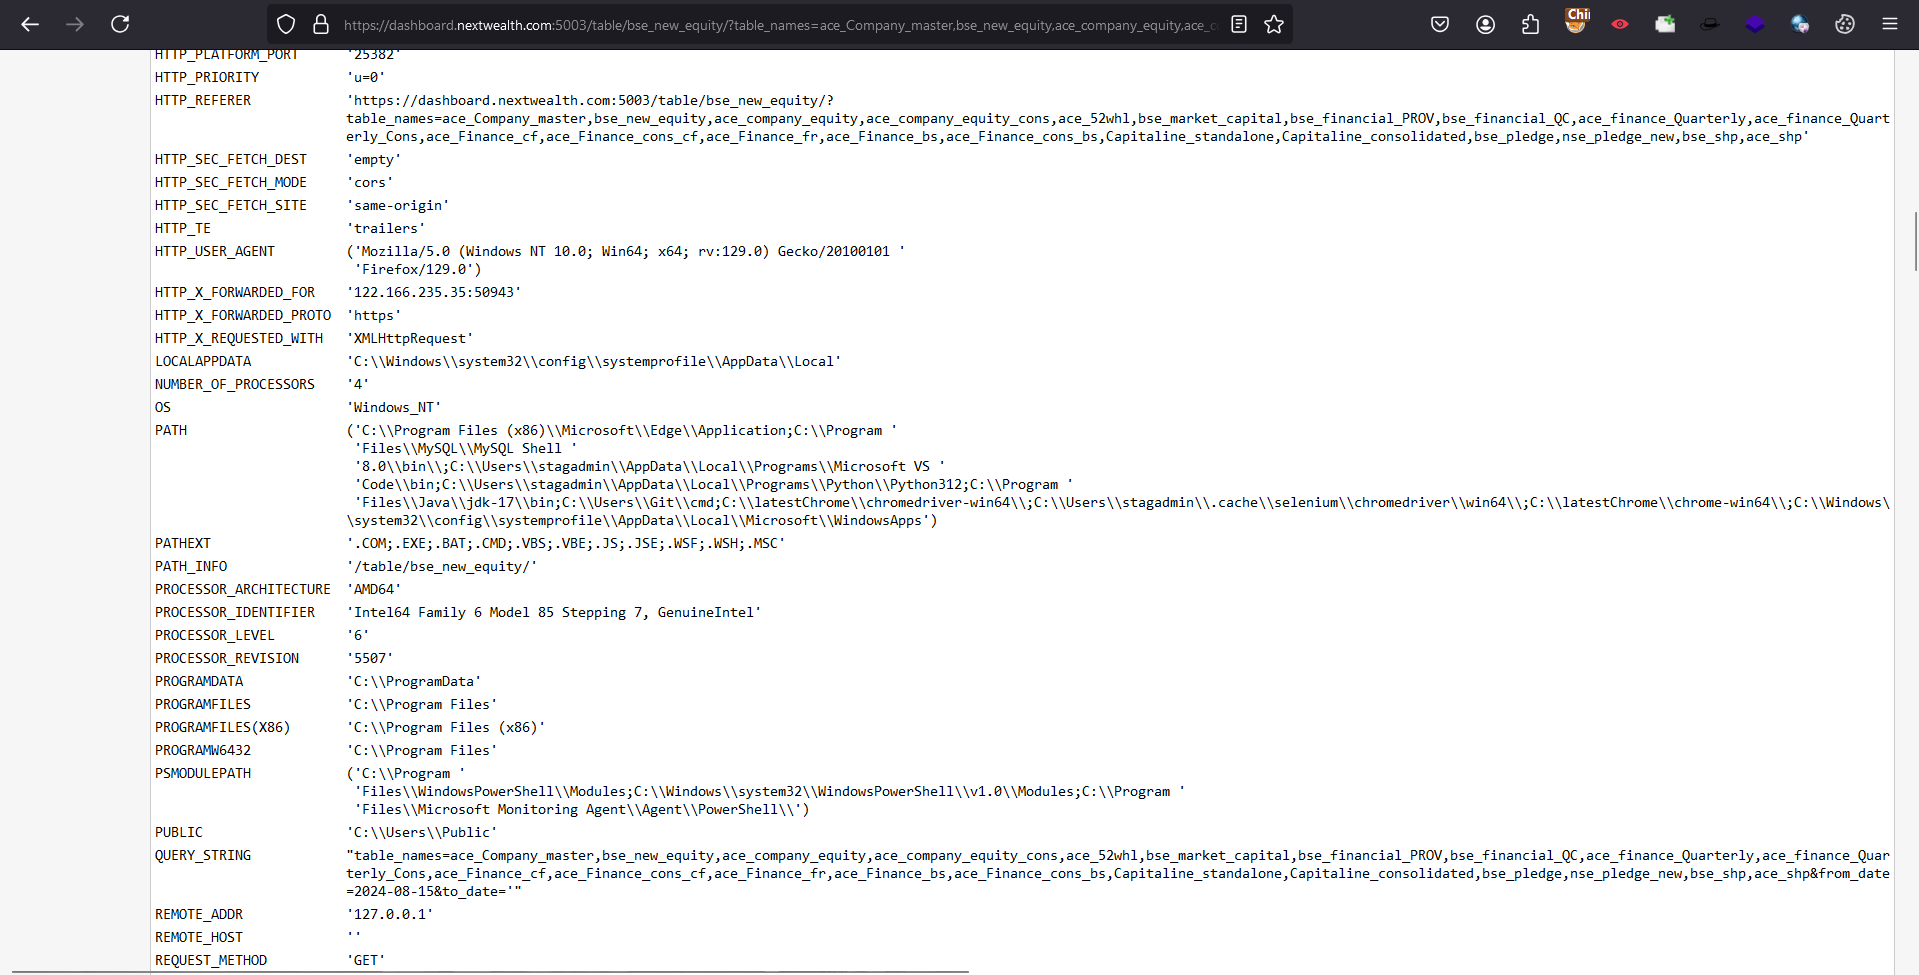 https://dashboard.nextwealth.com:5003/table/bse_new_equity/?table_names=ace_Company_master,bse_new_equity,ace_company_equity,ace_c
Chi
HTTP_PLATFORM_PORT '25382'
HTTP_PRIORITY 'u=0'
HTTP_REFERER 'https://dashboard.nextwealth.com:5003/table/bse_new_equity/?
table_names=ace_Company_master,bse_new_equity,ace_company_equity,ace_company_equity_cons,ace_52whl,bse_market_capital,bse_financial_PROV,bse_financial_QC,ace_finance_Quarterly,ace_finance_Quart
erly_Cons,ace_Finance_cf,ace_Finance_cons_cf,ace_Finance_fr,ace_Finance_bs,ace_Finance_cons_bs,Capitaline_standalone,Capitaline_consolidated,bse_pledge,nse_pledge_new,bse_shp,ace_shp'
HTTP_SEC_FETCH_DEST 'empty'
HTTP_SEC_FETCH_MODE 'cors'
HTTP_SEC_FETCH_SITE 'same-origin'
HTTP_TE 'trailers'
HTTP_USER_AGENT ('Mozilla/5.0 (Windows NT 10.0; Win64; x64; rv:129.0) Gecko/20100101 '
'Firefox/129.0')
HTTP_X_FORWARDED_FOR '122.166.235.35:50943'
HTTP_X_FORWARDED_PROTO 'https'
HTTP_X_REQUESTED_WITH 'XMLHttpRequest'
LOCALAPPDATA 'C:\\Windows\\system32\\config\\systemprofile\\AppData\\Local'
NUMBER_OF_PROCESSORS '4'
OS 'Windows_NT'
PATH ('C:\\Program Files (x86)\\Microsoft\\Edge\\Application;C:\\Program '
'Files\\MySQL\\MySQL Shell '
'8.0\\bin\\;C:\\Users\\stagadmin\\AppData\\Local\\Programs\\Microsoft VS '
'Code\\bin;C:\\Users\\stagadmin\\AppData\\Local\\Programs\\Python\\Python312;C:\\Program '
'Files\\Java\\jdk-17\\bin;C:\\Users\\Git\\cmd;C:\\latestChrome\\chromedriver-win64\\;C:\\Users\\stagadmin\\.cache\\selenium\\chromedriver\\win64\\;C:\\latestChrome\\chrome-win64\\;C:\\Windows\
\system32\\config\\systemprofile\\AppData\\Local\\Microsoft\\WindowsApps')
PATHEXT '.COM;.EXE;.BAT;.CMD;.VBS;.VBE;.JS;.JSE;.WSF;.WSH;.MSC'
PATH_INFO '/table/bse_new_equity/'
PROCESSOR_ARCHITECTURE 'AMD64'
PROCESSOR_IDENTIFIER 'Intel64 Family 6 Model 85 Stepping 7, GenuineIntel'
PROCESSOR_LEVEL '6'
PROCESSOR_REVISION '5507'
PROGRAMDATA 'C:\\ProgramData'
PROGRAMFILES 'C:\\Program Files'
PROGRAMFILES(X86) 'C:\\Program Files (x86)'
PROGRAMW6432 'C:\\Program Files'
PSMODULEPATH ('C:\\Program '
'Files\\WindowsPowerShell\\Modules;C:\\Windows\\system32\\WindowsPowerShell\\v1.0\\Modules;C:\\Program '
'Files\\Microsoft Monitoring Agent\\Agent\\PowerShell\\')
PUBLIC 'C:\\Users\\Public'
QUERY_STRING "table_names=ace_Company_master,bse_new_equity,ace_company_equity,ace_company_equity_cons,ace_52whl,bse_market_capital,bse_financial_PROV,bse_financial_QC,ace_finance_Quarterly,ace_finance_Quar
terly_Cons,ace_Finance_cf,ace_Finance_cons_cf,ace_Finance_fr,ace_Finance_bs,ace_Finance_cons_bs,Capitaline_standalone,Capitaline_consolidated,bse_pledge,nse_pledge_new,bse_shp,ace_shp&from_date
=2024-08-15&to_date='"
REMOTE_ADDR '127.0.0.1'
REMOTE_HOST ''
REQUEST_METHOD 'GET'